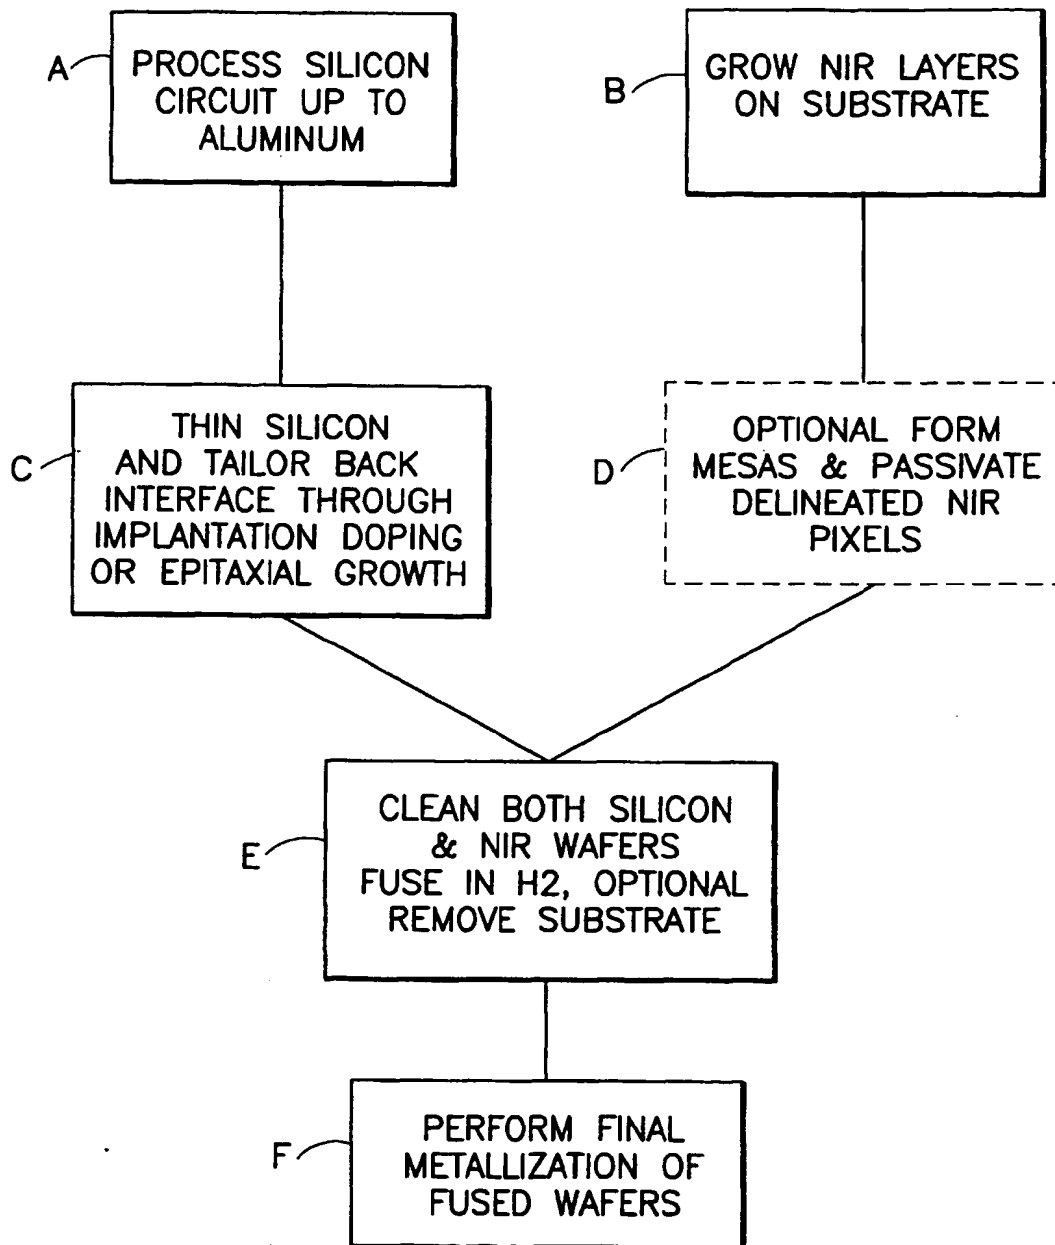 A
PROCESS SILICON
CIRCUIT UP TO
ALUMINUM
B
GROW NIR LAYERS
ON SUBSTRATE
C
THIN SILICON
AND TAILOR BACK
INTERFACE THROUGH
IMPLANTATION DOPING
OR EPITAXIAL GROWTH
D
OPTIONAL FORM
MESAS & PASSIVATE
DELINEATED NIR
PIXELS
E
CLEAN BOTH SILICON
& NIR WAFERS
FUSE IN H2, OPTIONAL
REMOVE SUBSTRATE
F
PERFORM FINAL
METALLIZATION OF
FUSED WAFERS